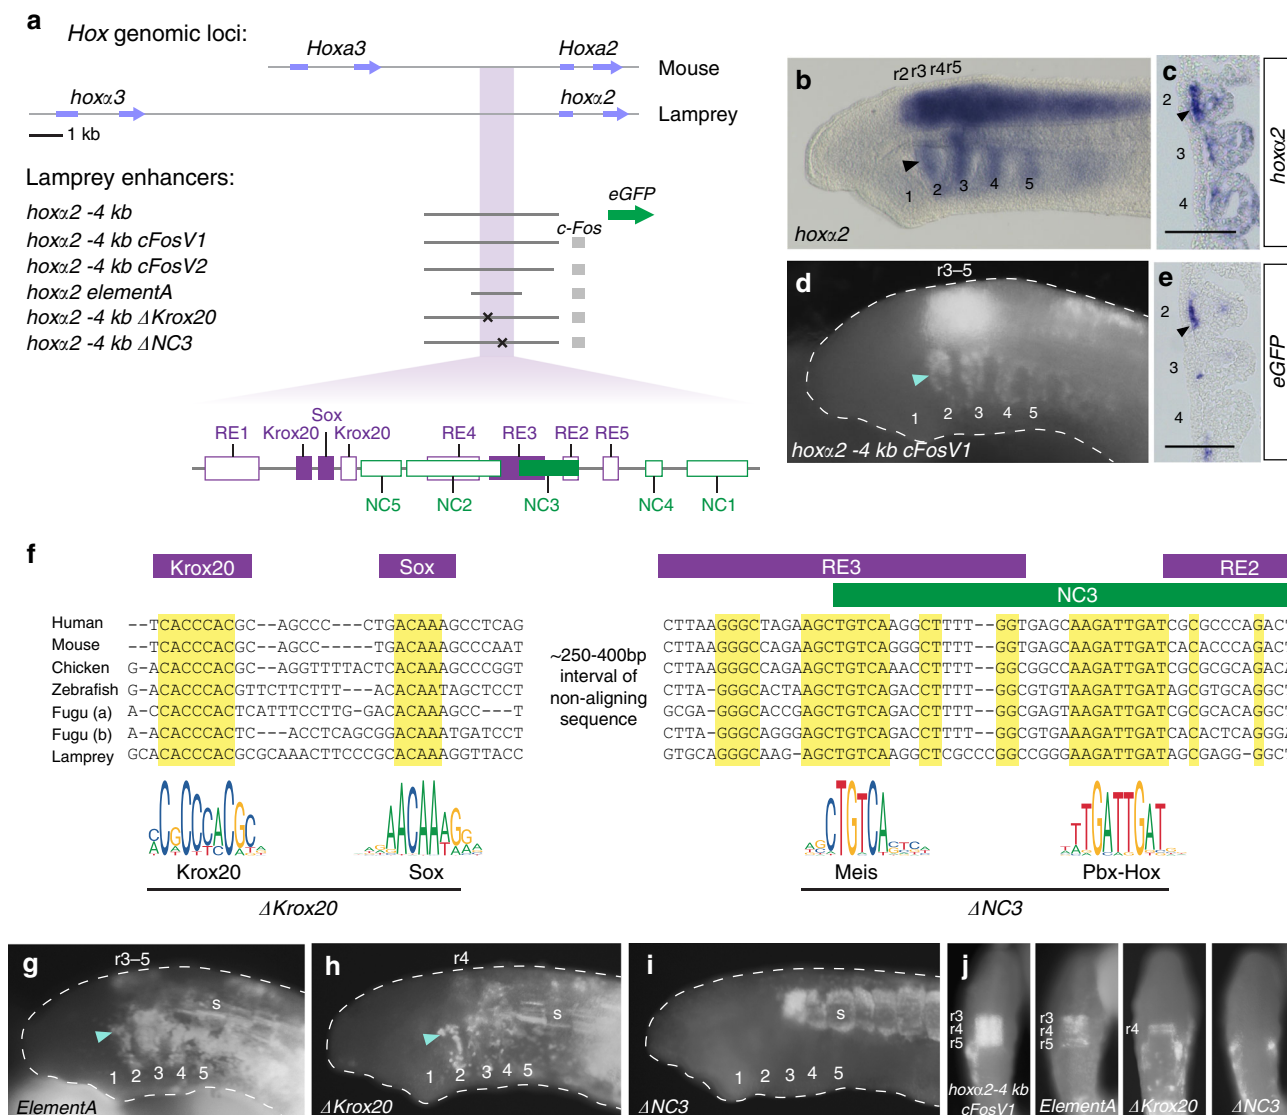 a
Hox genomic loci:
Hoxa3
Hoxa2
Mouse
hoxα3
hoxα2
Lamprey
1 kb
Lamprey enhancers:
eGFP
hoxα2 -4 kb
c-Fos
hoxα2 -4 kb cFosV1
hoxα2 -4 kb cFosV2
hoxα2 elementA
hoxα2 -4 kb ΔKrox20
hoxα2 -4 kb ΔNC3
Sox
RE1 Krox20 Krox20 RE4 RE3 RE2 RE5
NC5 NC2 NC3 NC4 NC1
b
r2r3r4r5
1 2 3 4 5
hoxα2
c
2
3
4
hoxα2
d
r3–5
1 2 3 4 5
hoxα2 -4 kb cFosV1
e
2
3
4
eGFP
f
Krox20 Sox RE3 RE2
NC3
Human --TCACCCACGC--AGCCC---CTGACAAAGCCTCAG CTTAAGGGCTAGAAGCTGTCAAGGCTTTT--GGTGAGCAAGATTGATCGCGCCCAGACT
Mouse --TCACCCACGC--AGCC-----TGACAAAGCCCAAT CTTAAGGGCCAGAAGCTGTCAGGGCTTTT--GGTCGGCAAGATTGATCACACCCAGACT
Chicken G-ACACCCACGC--AGGTTTTACTCACAAAGCCCGGT CTTAAGGGCCAGAAGCTGTCAAACCTTTT--GGCGGCCAAGATTGATCGCGCGCAGACA
Zebrafish G-ACACCCACGTTCTTCTTT---ACACAATAGCTCCT CTTA-GGGCACTAAGCTGTCAGACCTTTT--GGCGTGTAAGATTGATAGCGTGCAGGCA
Fugu (a) A-CCACCCACTCATTTCCTTG-GACACAAAGCC---T GCGA-GGGCACCGAGCTGTCAGACCTTTT--GGCGAGTAAGATTGATCGCGCACAGGCT
Fugu (b) A-ACACCCACTC---ACCTCAGCGGACAAATGATCCT CTTA-GGGCAGGGAGCTGTCAGACCTTTT--GGCGTGAAAGATTGATCACACTCAGGGA
Lamprey GCACACCCACGCGCAAACTTCCCGCACAAAGGTTACC GTGCAGGGCAAG-AGCTGTCAAGGCTCGCCCGGCCGGGAAGATTGATAGCGAGG-GGCT
~250-400bp
interval of
non-aligning
sequence
Krox20 Sox Meis Pbx-Hox
ΔKrox20 ΔNC3
g
r3–5
s
1 2 3 4 5
ElementA
h
r4
s
1 2 3 4 5
ΔKrox20
i
s
1 2 3 4 5
ΔNC3
j
r3
r4
r5
hoxα2-4 kb
cFosV1
r3
r4
r5
ElementA
r4
ΔKrox20
ΔNC3